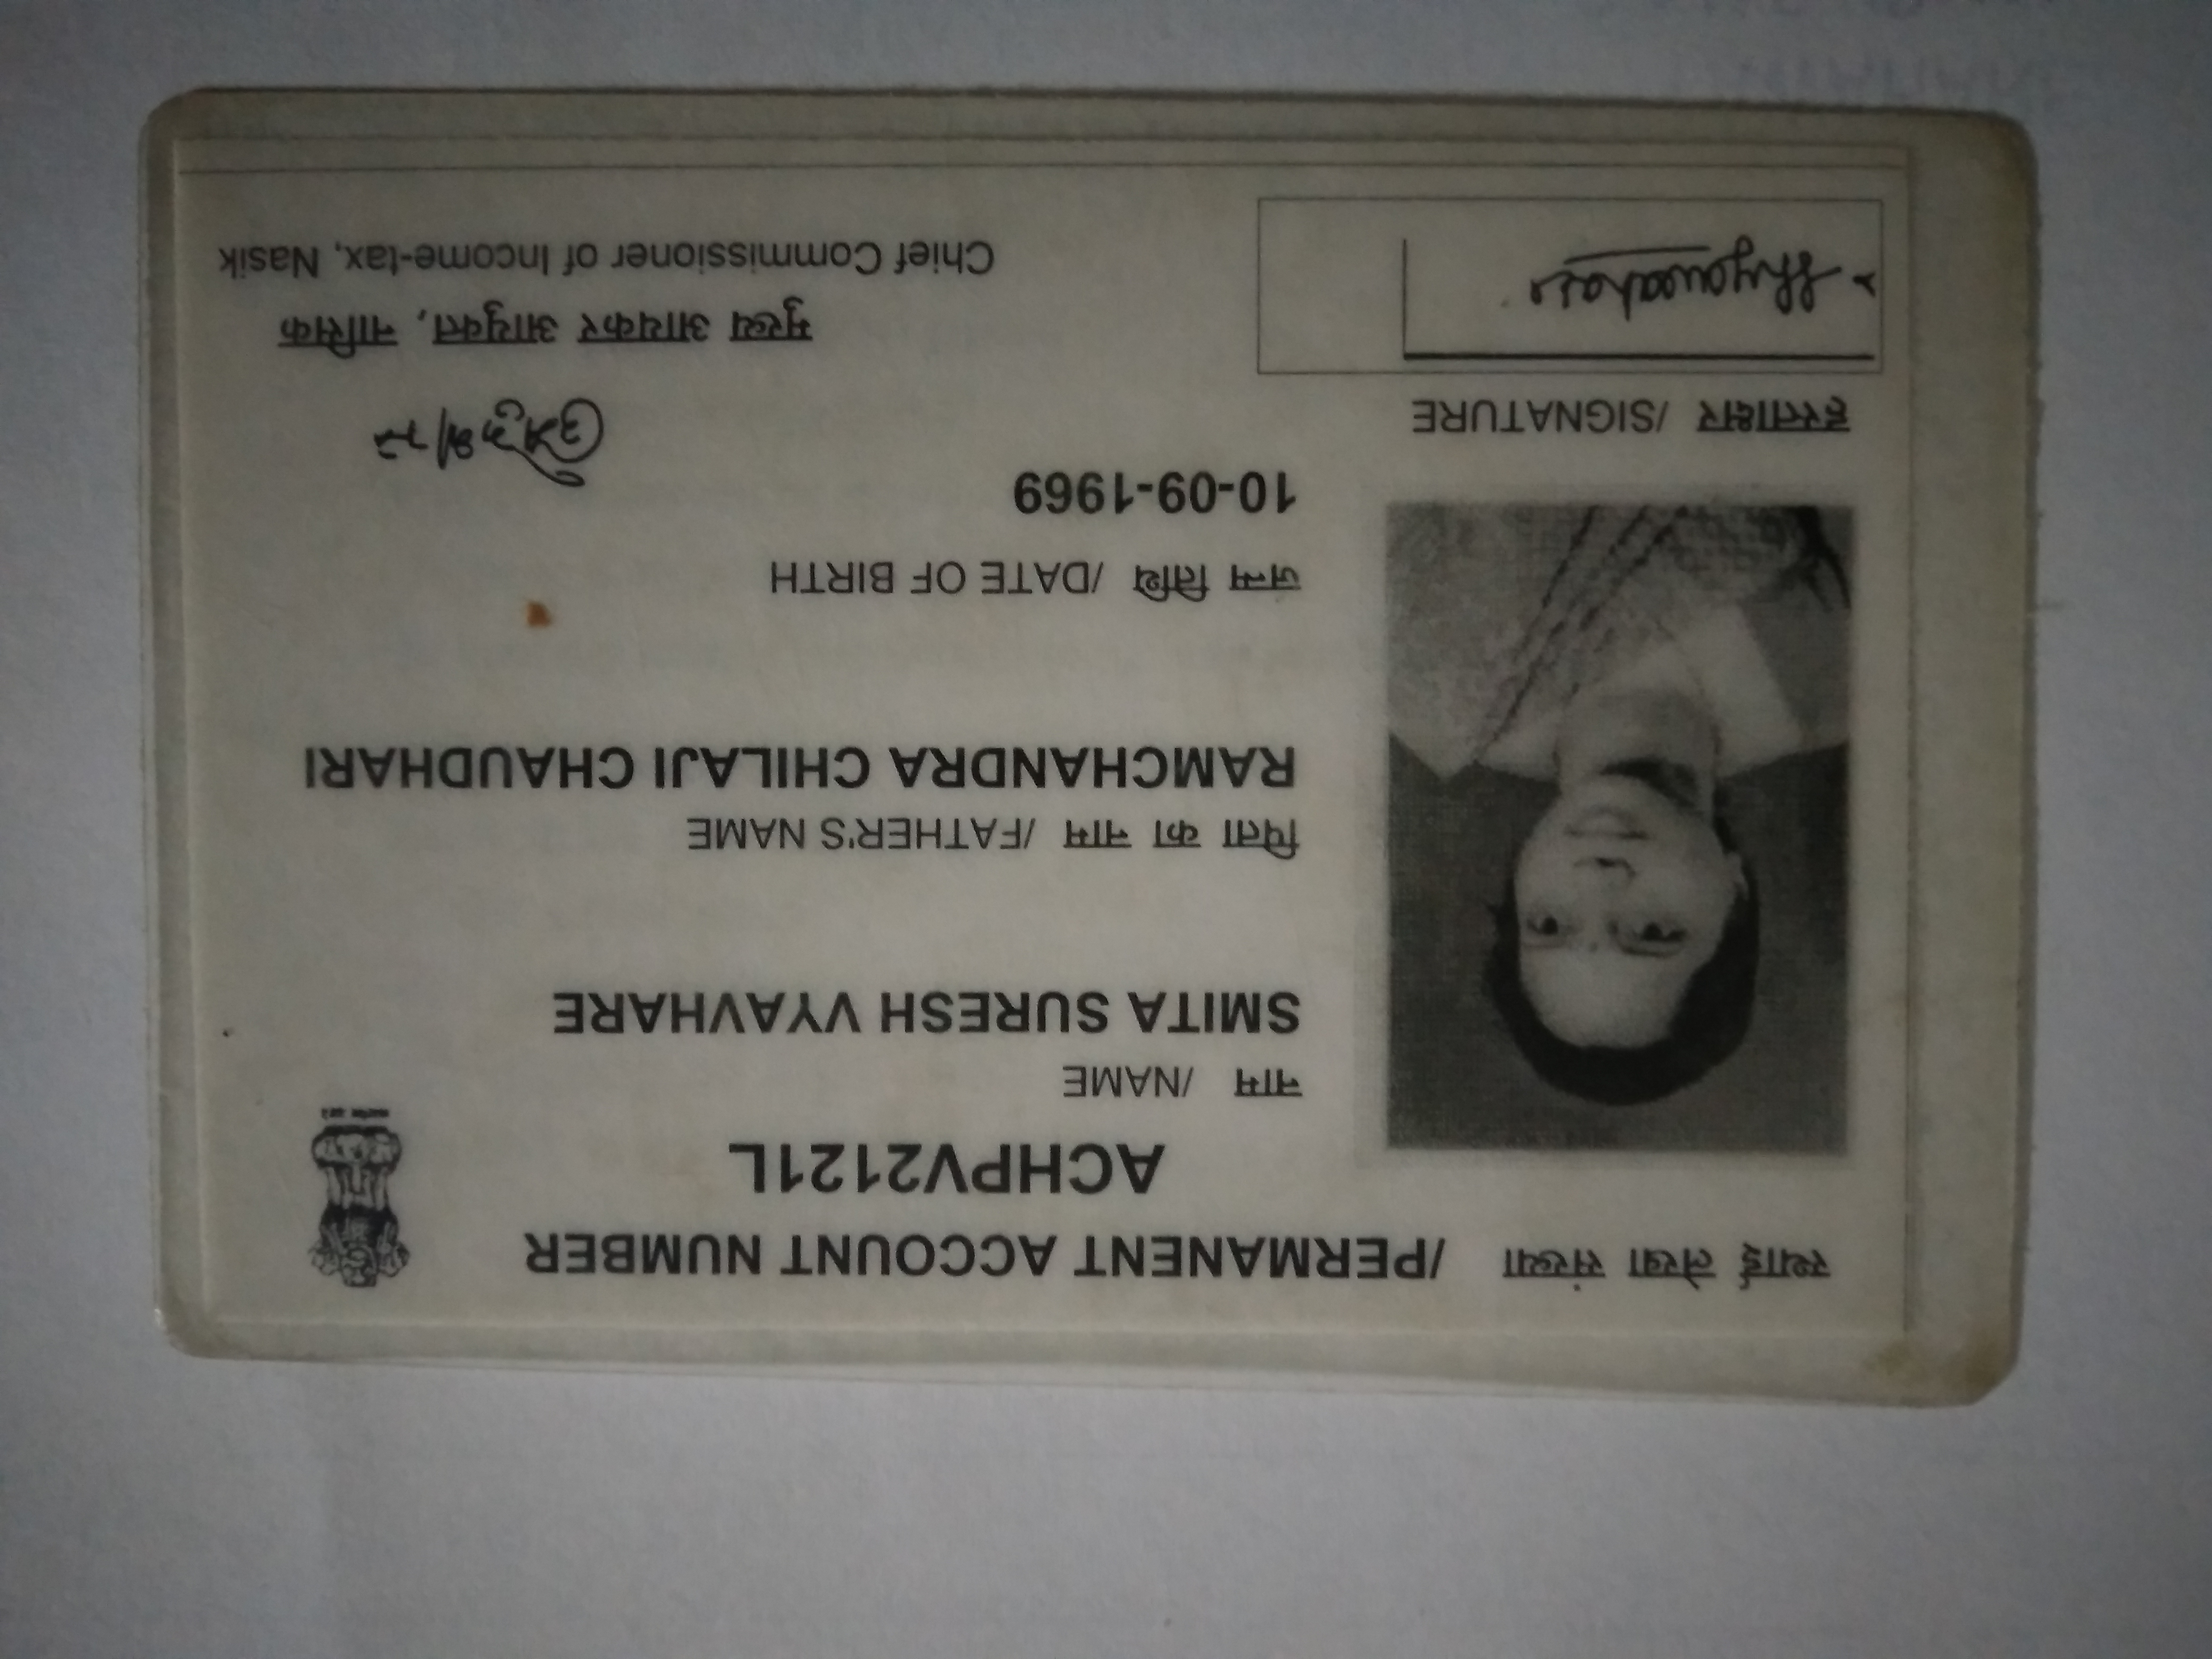 स्थाई लेखा संख्या /PERMANENT ACCOUNT NUMBER
ACHPV2121L
नाम /NAME
SMITA SURESH VYAVHARE
पिता का नाम /FATHER'S NAME
RAMCHANDRA CHILAJI CHAUDHARI
जन्म तिथि /DATE OF BIRTH
10-09-1969
हस्ताक्षर /SIGNATURE
मुख्य आयकर आयुक्त, नासिक
Chief Commissioner of Income-tax, Nasik